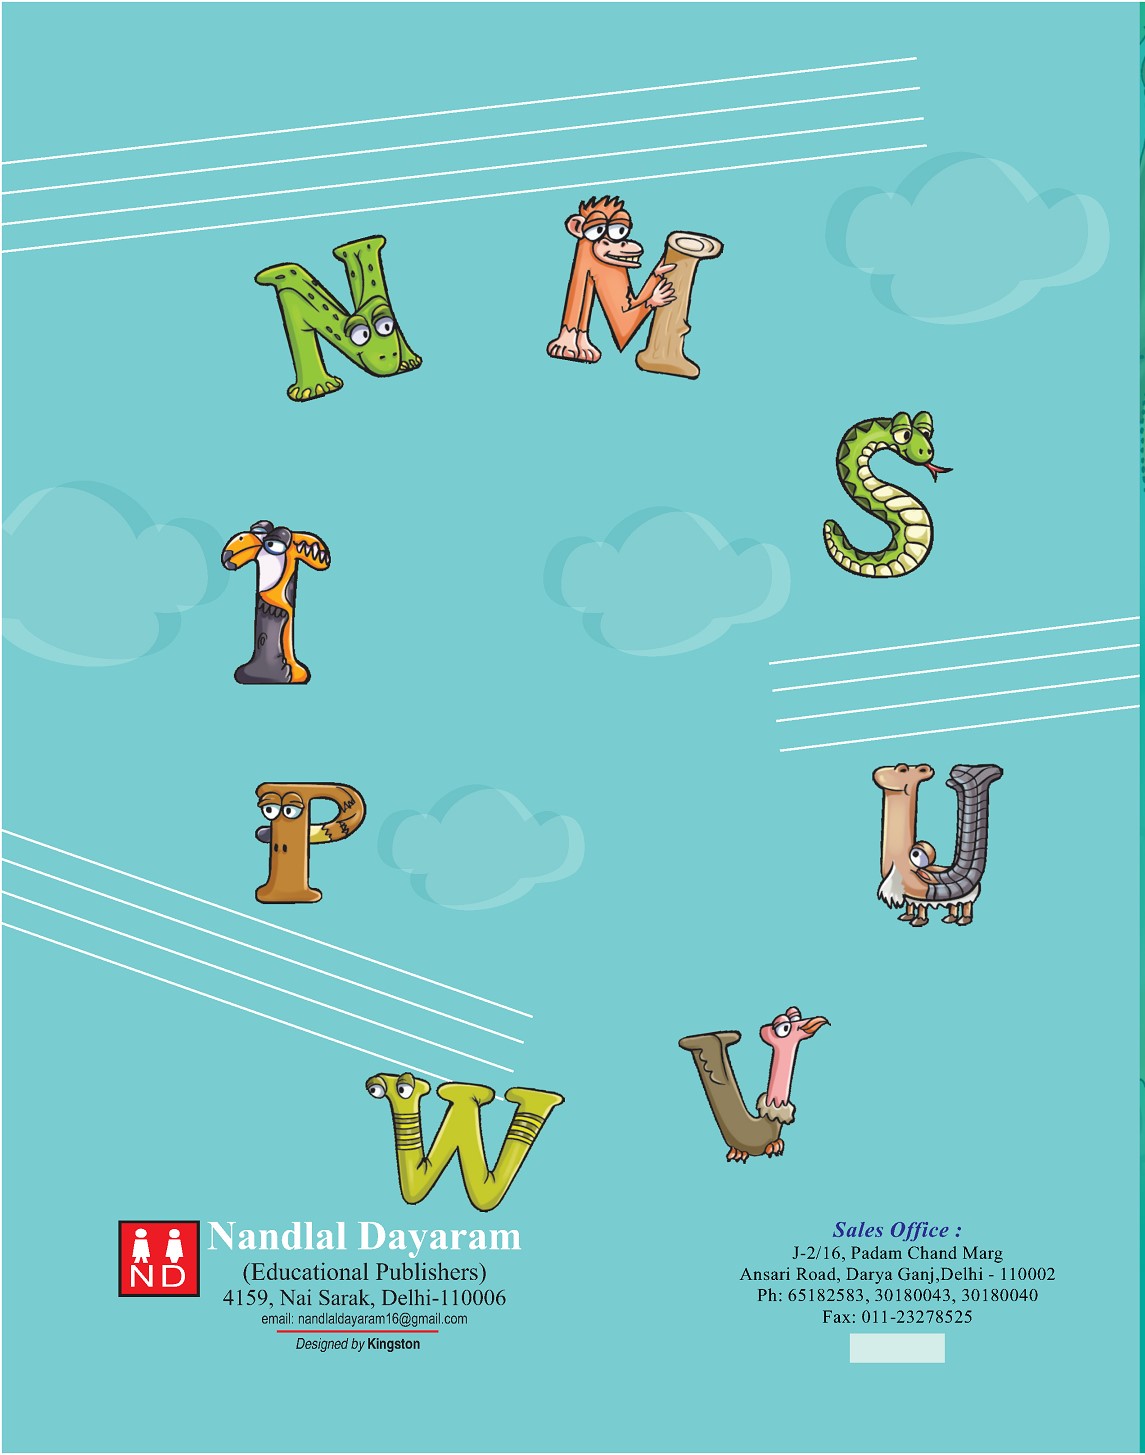 N M
S
T
P
U
V
W
ND
Nandlal Dayaram
(Educational Publishers)
4159, Nai Sarak, Delhi-110006
email: nandlaldayaram16@gmail.com
Designed by Kingston
Sales Office :
J-2/16, Padam Chand Marg
Ansari Road, Darya Ganj,Delhi - 110002
Ph: 65182583, 30180043, 30180040
Fax: 011-23278525